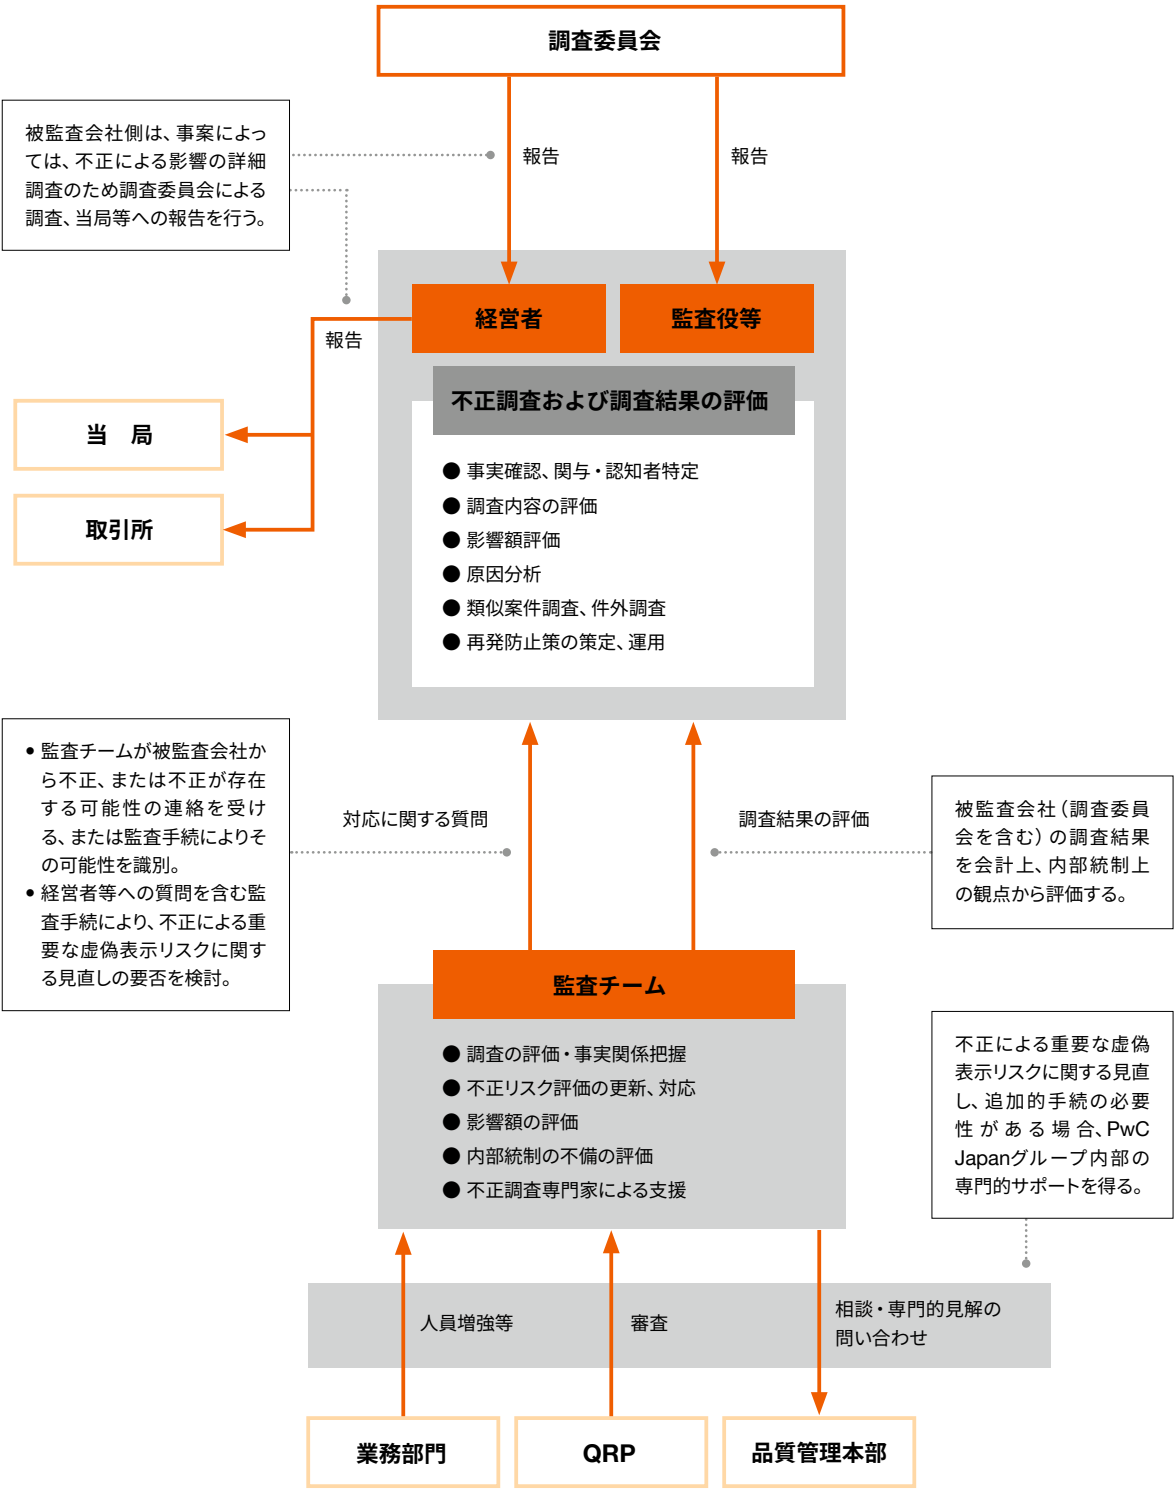 調査委員会
被監査会社側は、事案によっ
ては、不正による影響の詳細
調査のため調査委員会による
調査、当局等への報告を行う。
報告
報告
経営者
監査役等
報告
不正調査および調査結果の評価
当　局
取引所
● 事実確認、関与・認知者特定
● 調査内容の評価
● 影響額評価
● 原因分析
● 類似案件調査、件外調査
● 再発防止策の策定、運用
• 監査チームが被監査会社か
ら不正、または不正が存在
する可能性の連絡を受け
る、または監査手続によりそ
の可能性を識別。
• 経営者等への質問を含む監
査手続により、不正による重
要な虚偽表示リスクに関す
る見直しの要否を検討。
対応に関する質問
調査結果の評価
被監査会社（調査委員
会を含む）の調査結果
を会計上、内部統制上
の観点から評価する。
監査チーム
● 調査の評価・事実関係把握
● 不正リスク評価の更新、対応
● 影響額の評価
● 内部統制の不備の評価
● 不正調査専門家による支援
不正による重要な虚偽
表示リスクに関する見直
し、追加的手続の必要
性がある場合、PwC
Japanグループ内部の
専門的サポートを得る。
人員増強等
審査
相談・専門的見解の
問い合わせ
業務部門
QRP
品質管理本部